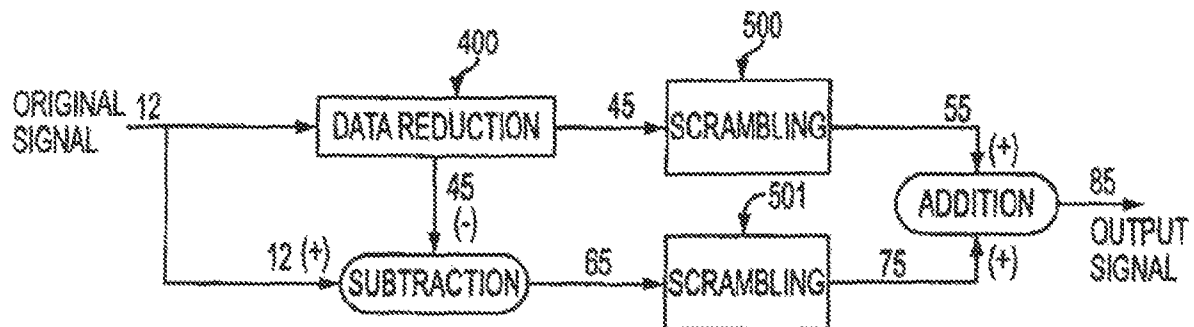 400
500
ORIGINAL 12
SIGNAL
DATA REDUCTION
45
SCRAMBLING
55
(+)
45
(-)
501
ADDITION
85
OUTPUT
SIGNAL
12 (+)
SUBTRACTION
65
SCRAMBLING
75
(+)